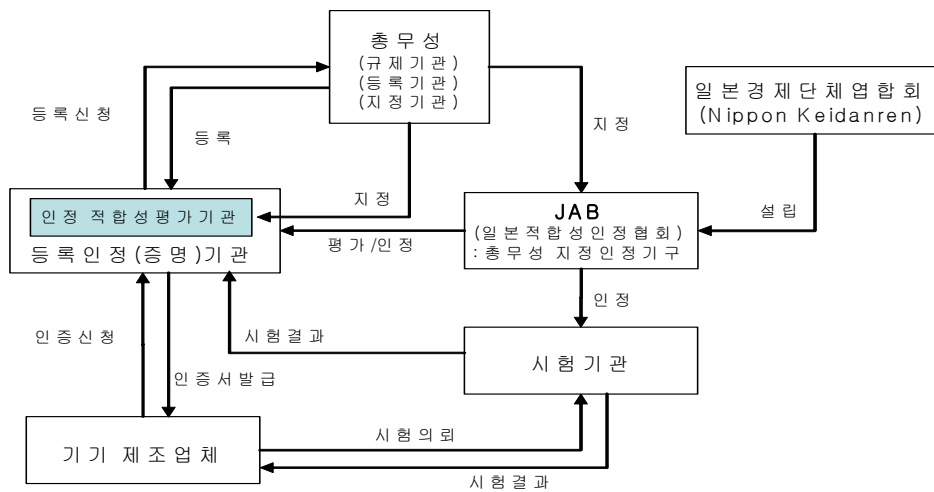 총무성
(규제기관)
(등록기관)
(지정기관)
일본경제단체엽합회
(Nippon Keidanren)
등록신청
등록
지정
지정
설립
인정 적합성평가기관
등록인정(증명)기관
평가/인정
JAB
(일본적합성인정협회)
: 총무성 지정인정기구
인정
인증신청
인증서발급
시험결과
시험기관
기기 제조업체
시험의뢰
시험결과